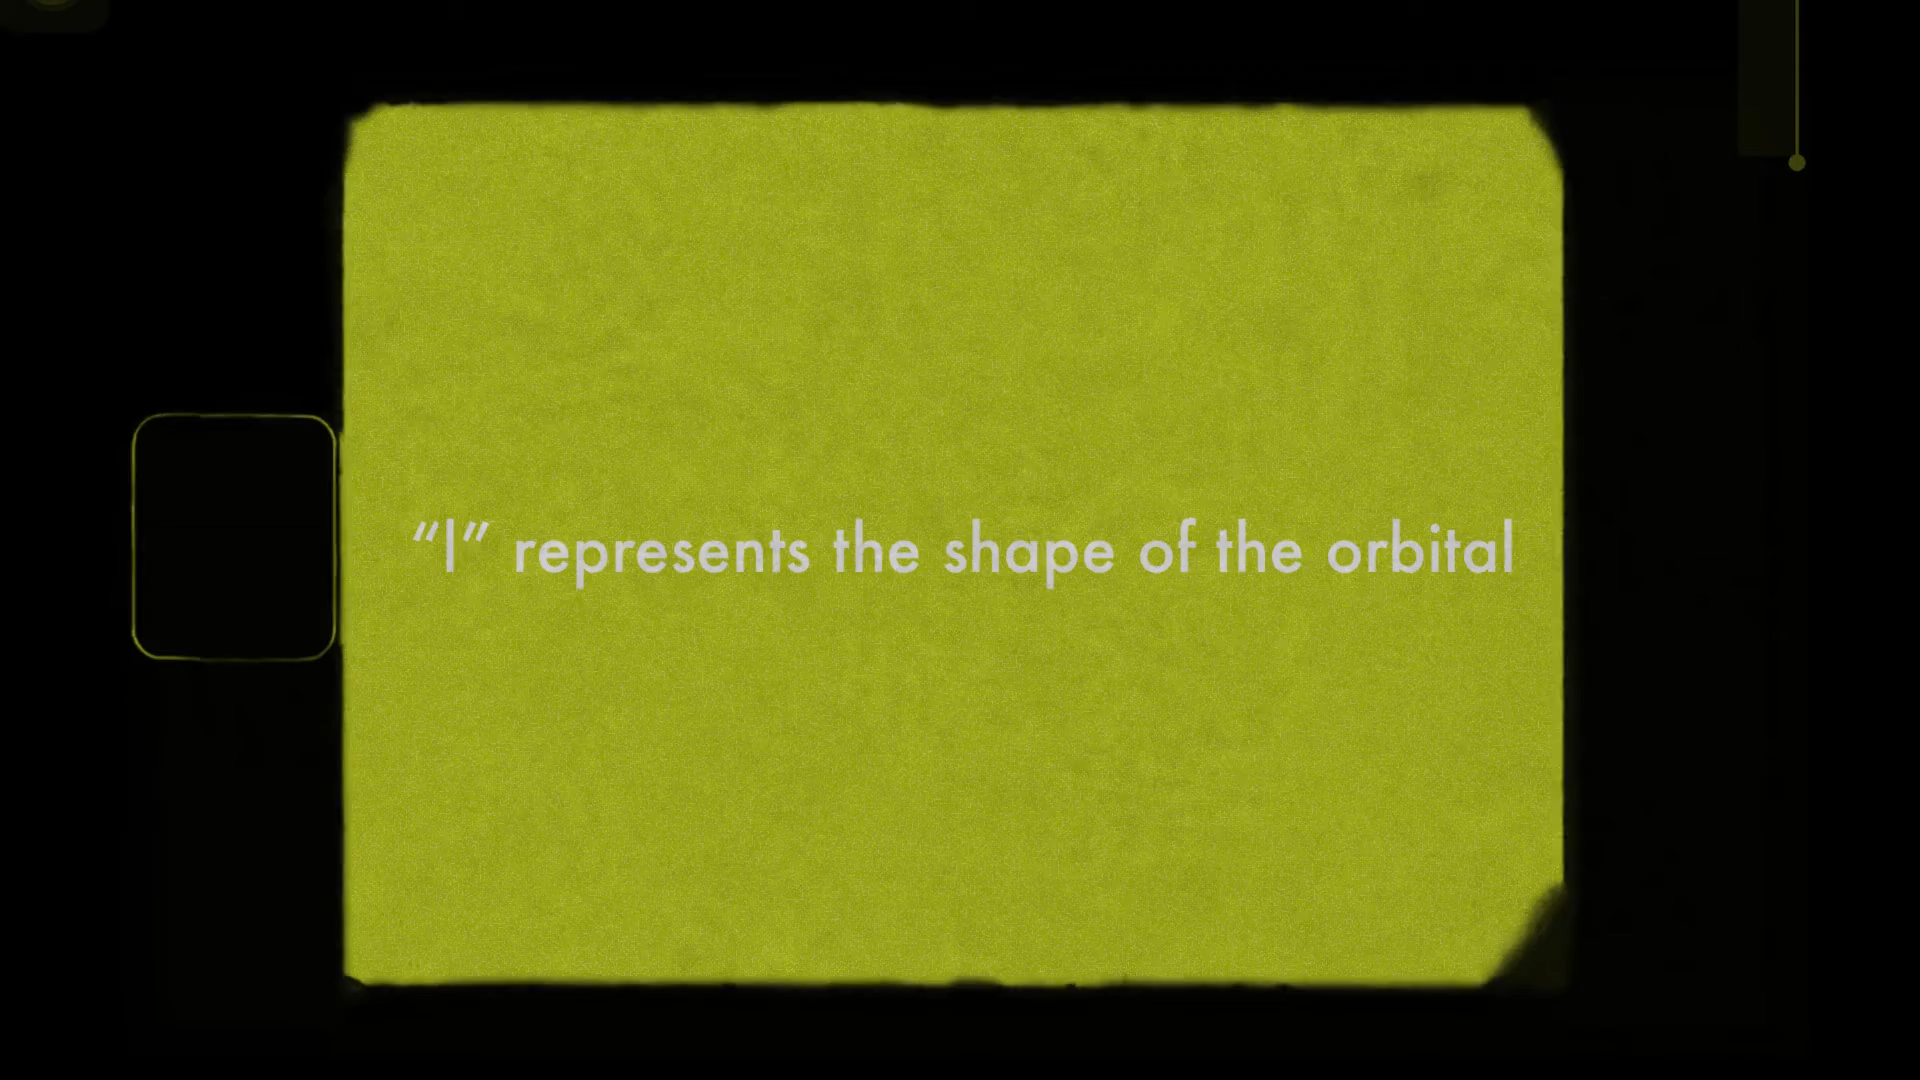 “l” represents the shape of the orbital